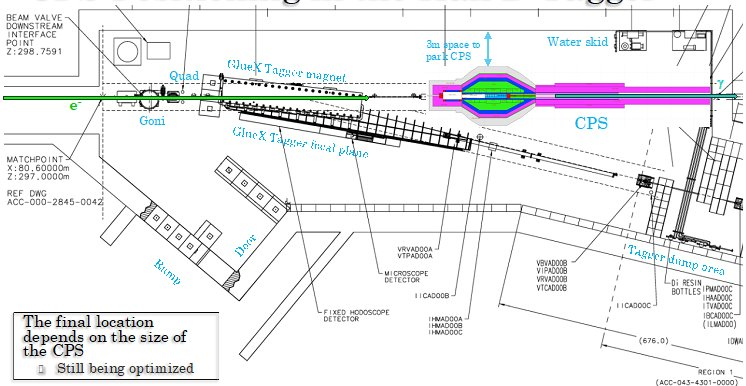 BEAM VALVE
DOWNSTREAM
INTERFACE
POINT
Z:298.7591
Quad
GlueX Tagger magnet
3m space to
park CPS
Water skid
e-
γ
Goni
CPS
GlueX Tagger focal plane
MATCHPOINT
X:80.60000m
Z:297.0000m
REF DWG
ACC-000-2845-0042
Door
Ramp
Tagger dump area
VRVAD00A
VTPAD00A
MICROSCOPE
DETECTOR
IICAD00B
FIXED HODOSCOPE
DETECTOR
IHMAD00A
IHMAD00B
IHMAD00C
VBVAD00B
VIPAD00B
VRVAD00B
VTCAD00B
IICAD00C
DI RESIN
BOTTLES
IPMAD00C
IHAAD00C
ITVAD00C
IBCAD00C
(ILMAD00)
(676.0)
IDWA
REGION 1
(ACC-043-4301-0000)
The final location
depends on the size of
the CPS
Still being optimized